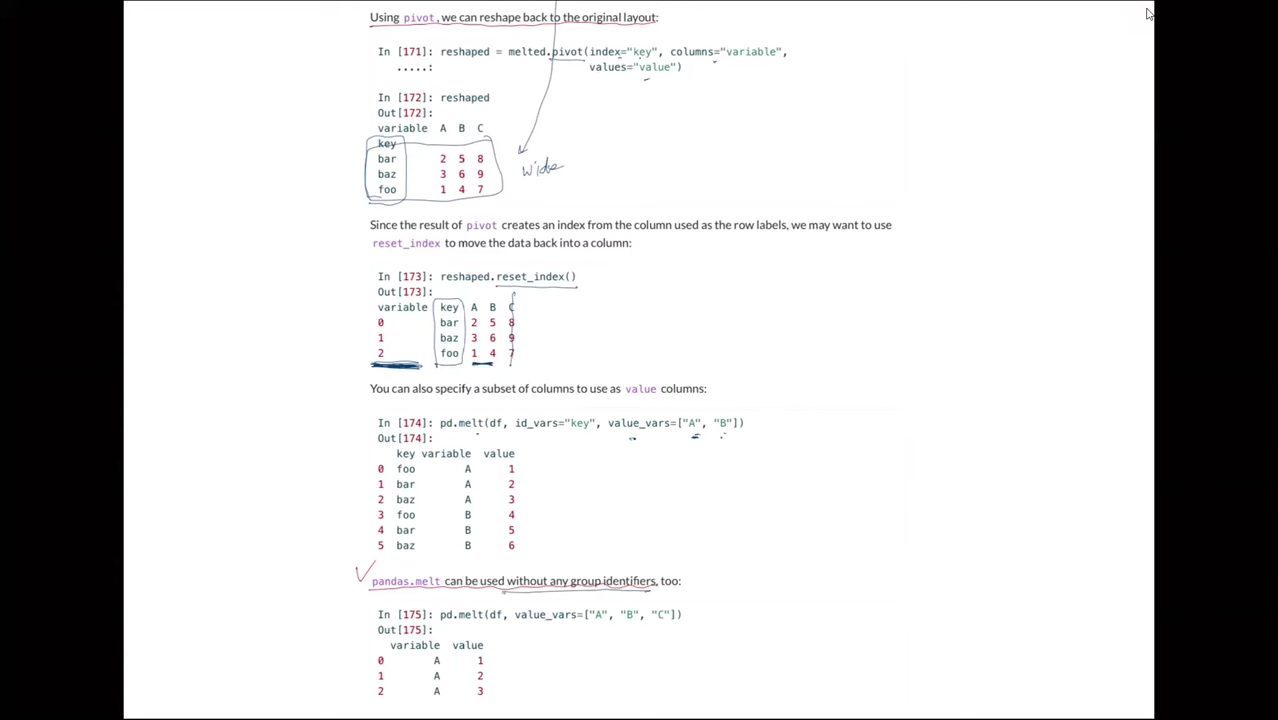 Using pivot, we can reshape back to the original layout:
In [171]: reshaped = melted.pivot(index="key", columns="variable",
.....: values="value")
In [172]: reshaped
Out[172]:
variable A B C
key
bar 2 5 8
baz 3 6 9
foo 1 4 7
Wide
Since the result of pivot creates an index from the column used as the row labels, we may want to use
reset_index to move the data back into a column:
In [173]: reshaped.reset_index()
Out[173]:
variable key A B C
0 bar 2 5 8
1 baz 3 6 9
2 foo 1 4 7
You can also specify a subset of columns to use as value columns:
In [174]: pd.melt(df, id_vars="key", value_vars=["A", "B"])
Out[174]:
key variable value
0 foo A 1
1 bar A 2
2 baz A 3
3 foo B 4
4 bar B 5
5 baz B 6
pandas.melt can be used without any group identifiers, too:
In [175]: pd.melt(df, value_vars=["A", "B", "C"])
Out[175]:
variable value
0 A 1
1 A 2
2 A 3